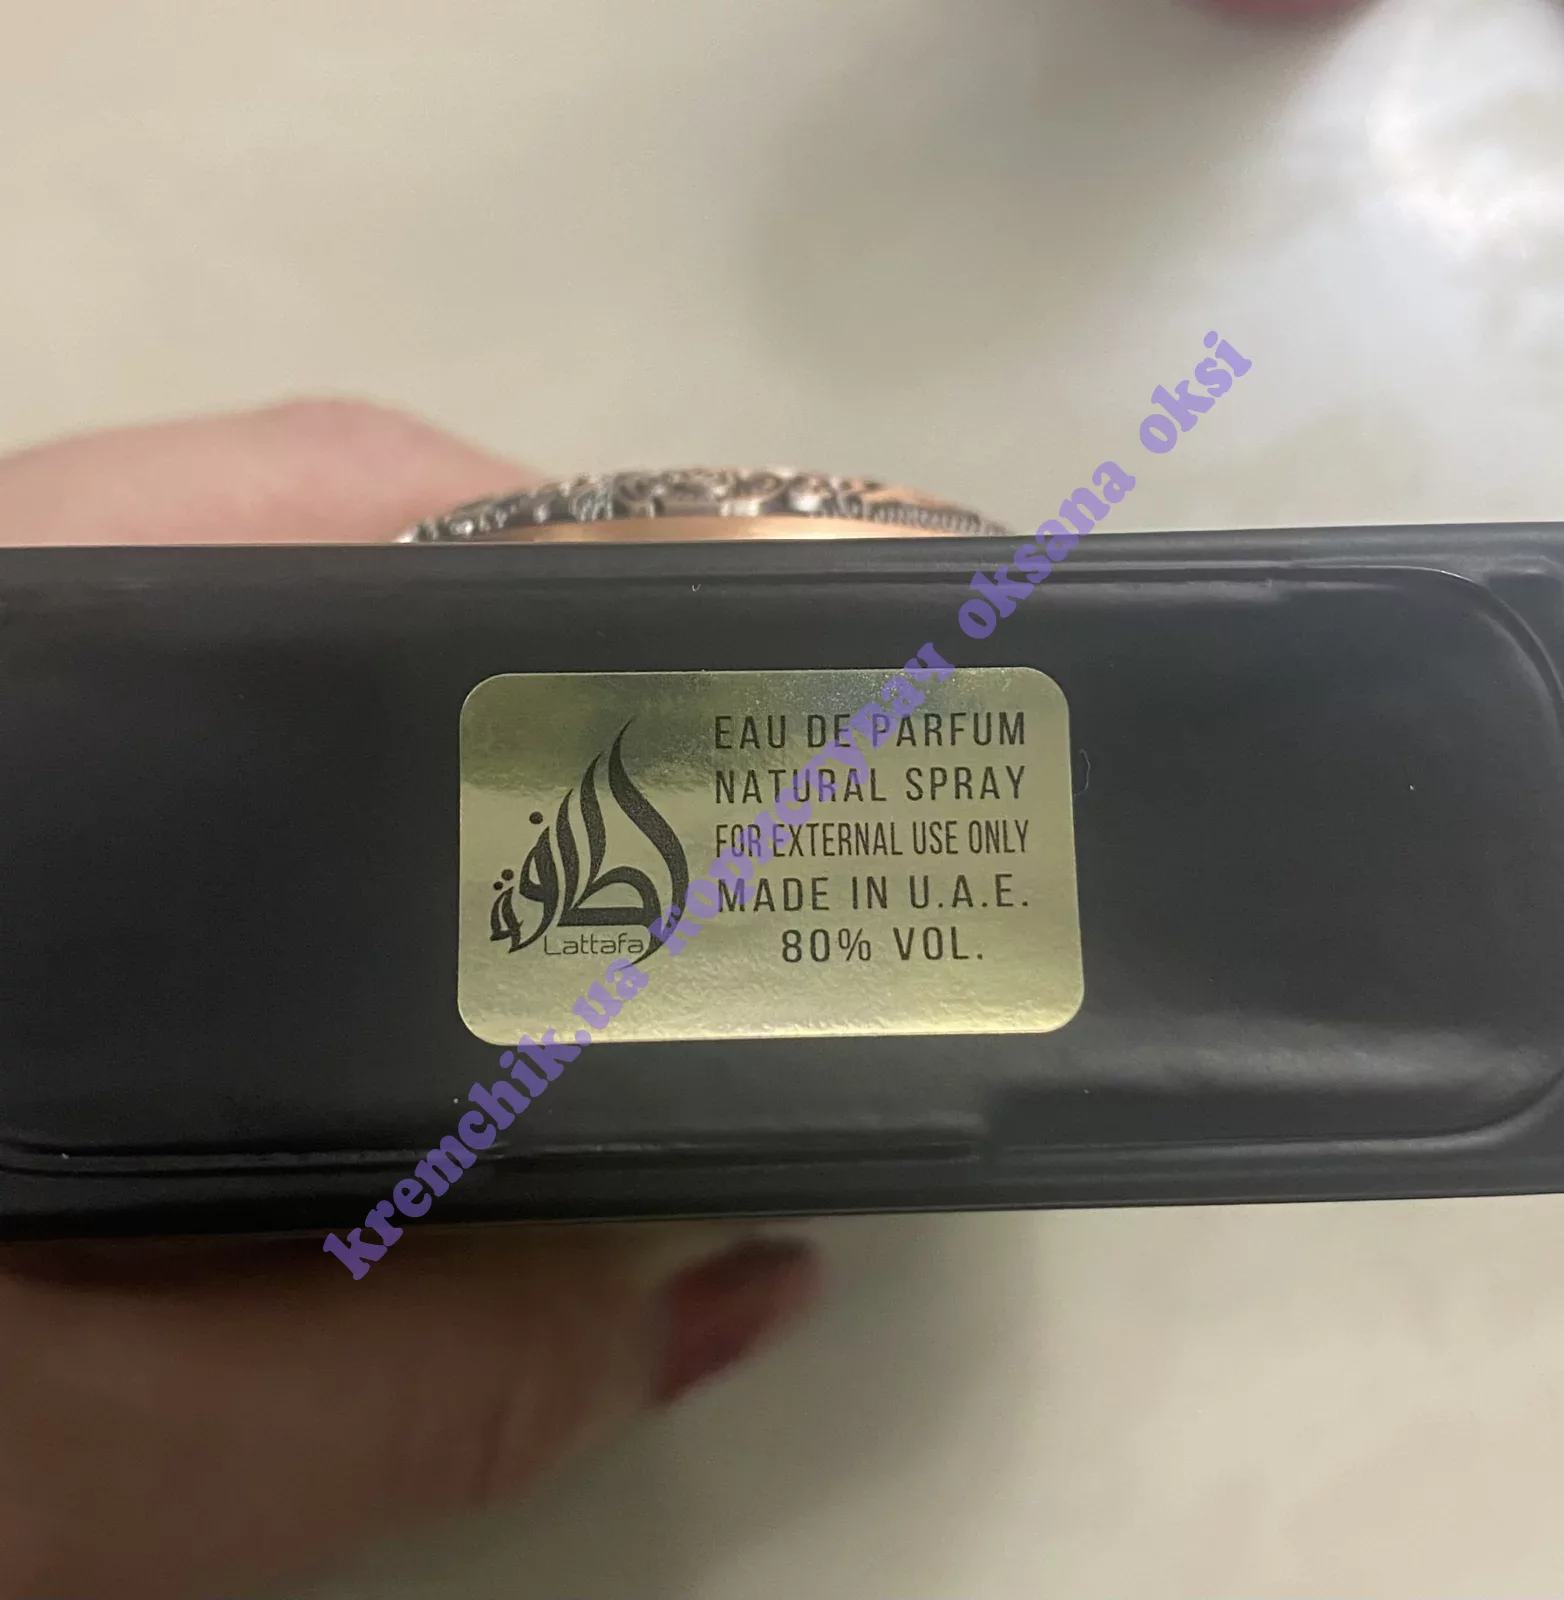 لطافة
Lattafa
EAU DE PARFUM
NATURAL SPRAY
FOR EXTERNAL USE ONLY
MADE IN U.A.E.
80% VOL.
kremchik.ua користувач oksana oksi